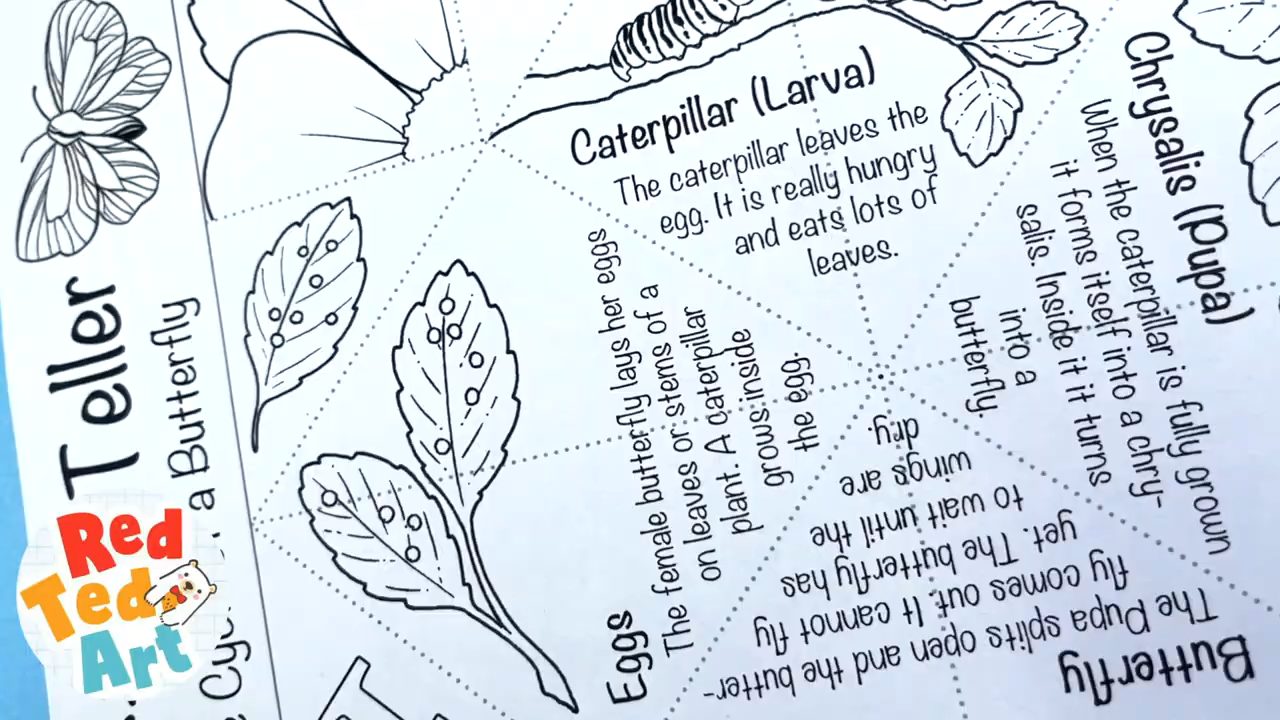 Teller
a Butterfly
Red
Ted
Art
Caterpillar (Larva)
The caterpillar leaves the
egg. It is really hungry
and eats lots of
leaves.
Chrysalis (Pupa)
When the caterpillar is fully grown
it forms itself into a chry-
salis. Inside it it turns
into a
butterfly.
Eggs
The female butterfly lays her eggs
on leaves or stems of a
plant. A caterpillar
grows inside
the egg.
Butterfly
The Pupa splits open and the butter-
fly comes out. It cannot fly
yet. The butterfly has
to wait until the
wings are
dry.